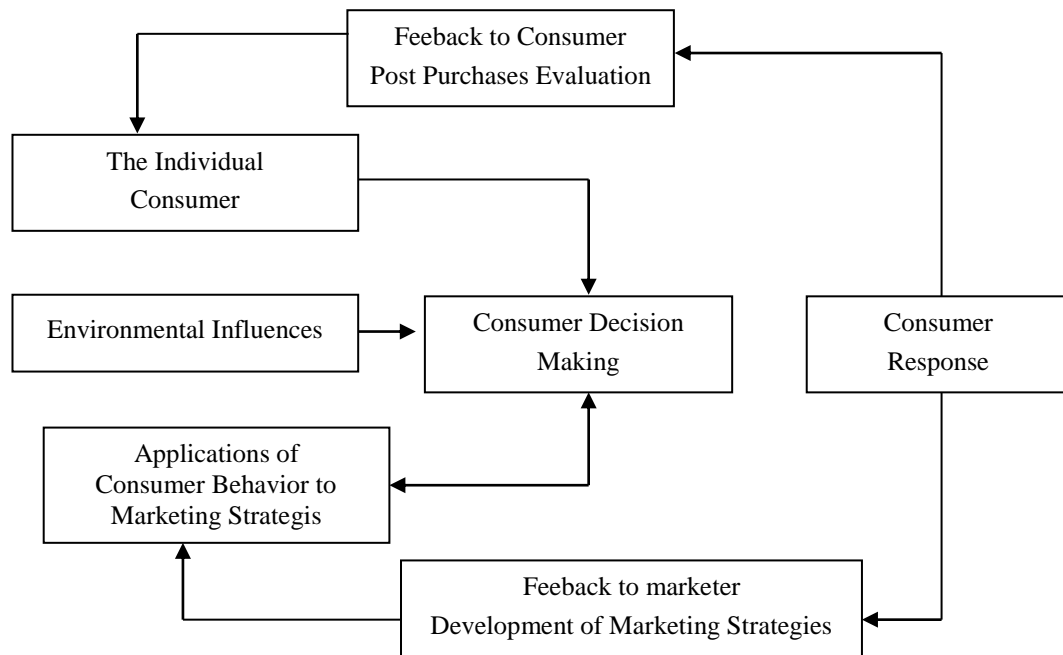 Feeback to Consumer
Post Purchases Evaluation
The Individual
Consumer
Environmental Influences
Consumer Decision
Making
Consumer
Response
Applications of
Consumer Behavior to
Marketing Strategis
Feeback to marketer
Development of Marketing Strategies